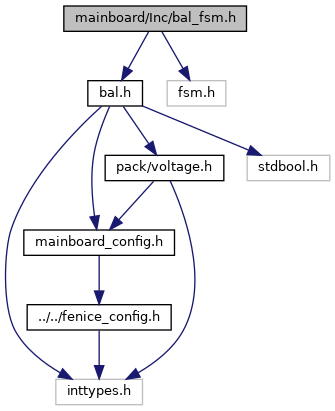 mainboard/Inc/bal_fsm.h
bal.h
fsm.h
pack/voltage.h
stdbool.h
mainboard_config.h
../../fenice_config.h
inttypes.h